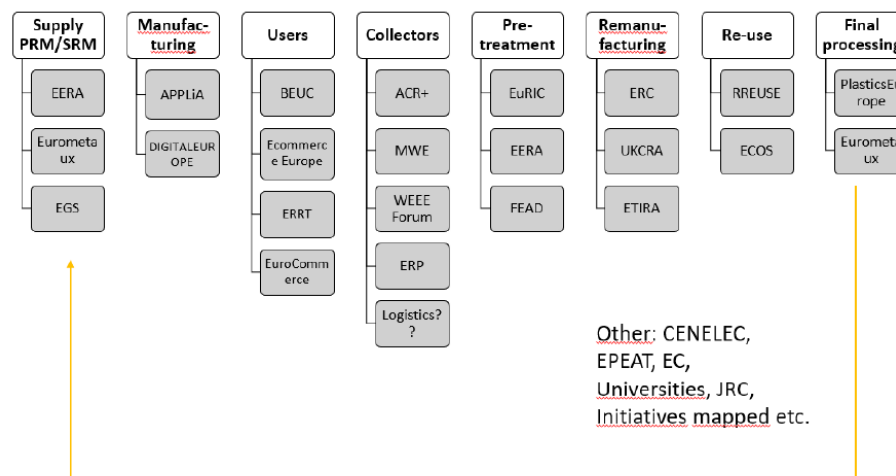 Supply
PRM/SRM
EERA
Eurometa
ux
EGS
Manufac-
turing
APPLiA
DIGITALEUR
OPE
Users
BEUC
Ecommerc
e Europe
ERRT
EuroComm
erce
Collectors
ACR+
MWE
WEEE
Forum
ERP
Logistics?
?
Pre-
treatment
EuRIC
EERA
FEAD
Remanu-
facturing
ERC
UKCRA
ETIRA
Re-use
RREUSE
ECOS
Final
processing
PlasticsEu
rope
Eurometa
ux
Other: CENELEC,
EPEAT, EC,
Universities, JRC,
Initiatives mapped etc.